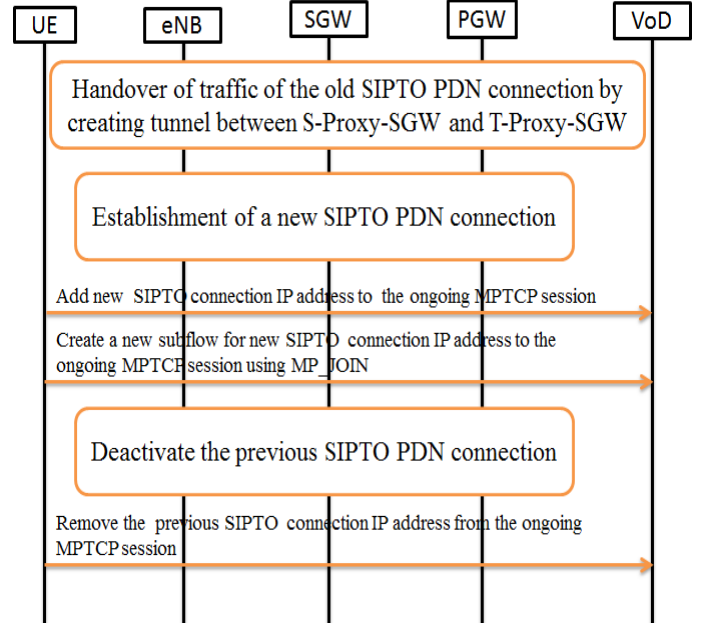 UE eNB SGW PGW VoD
Handover of traffic of the old SIPTO PDN connection by
creating tunnel between S-Proxy-SGW and T-Proxy-SGW
Establishment of a new SIPTO PDN connection
Add new SIPTO connection IP address to the ongoing MPTCP session
Create a new subflow for new SIPTO connection IP address to the
ongoing MPTCP session using MP_JOIN
Deactivate the previous SIPTO PDN connection
Remove the previous SIPTO connection IP address from the ongoing
MPTCP session